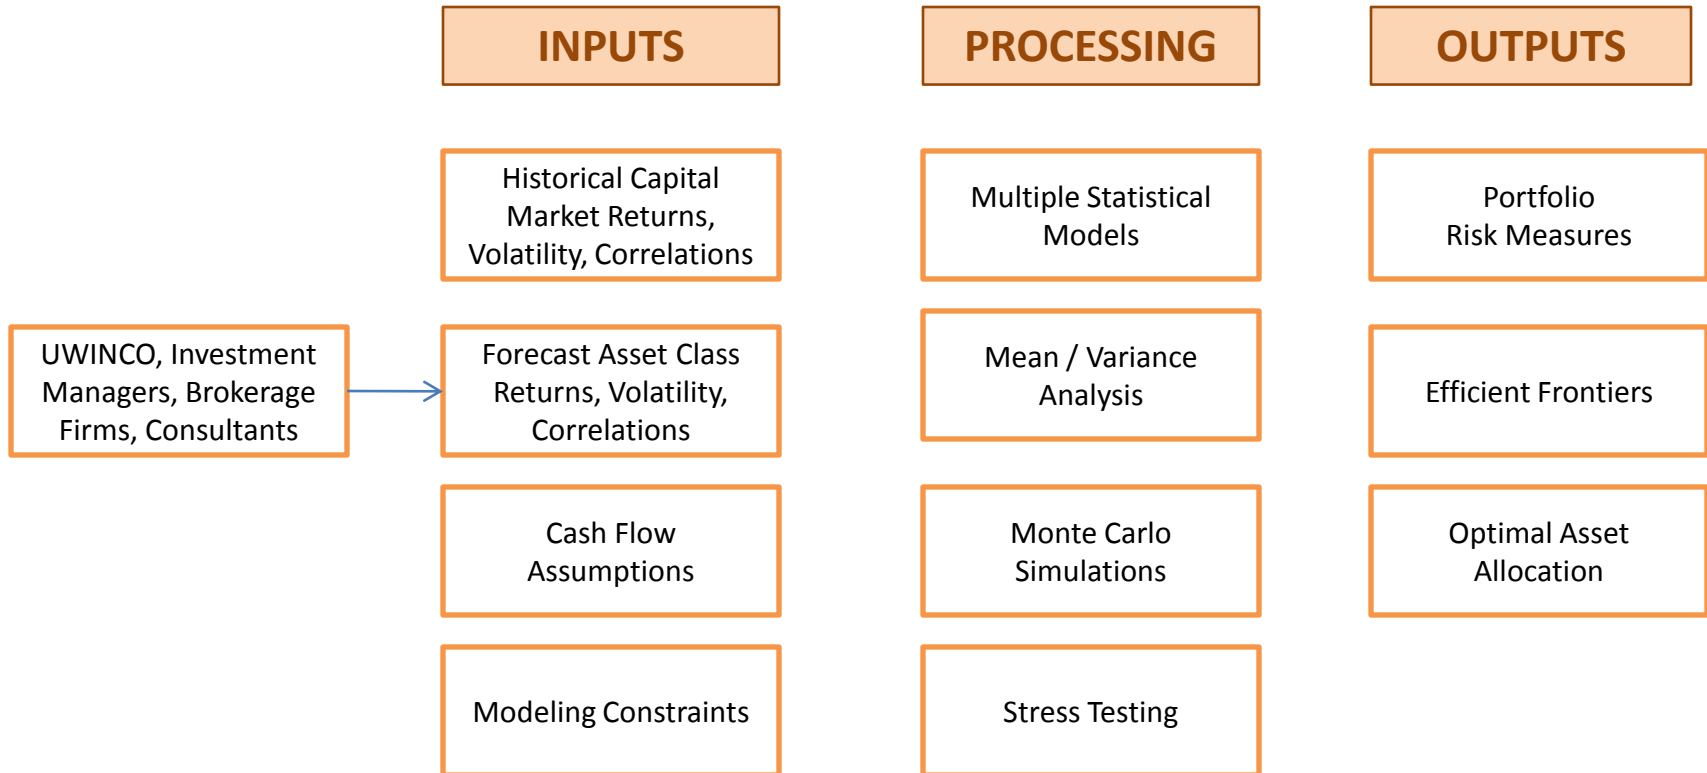 INPUTS
PROCESSING
OUTPUTS
Historical Capital
Market Returns,
Volatility, Correlations
Multiple Statistical
Models
Portfolio
Risk Measures
UWINCO, Investment
Managers, Brokerage
Firms, Consultants
Forecast Asset Class
Returns, Volatility,
Correlations
Mean / Variance
Analysis
Efficient Frontiers
Cash Flow
Assumptions
Monte Carlo
Simulations
Optimal Asset
Allocation
Modeling Constraints
Stress Testing